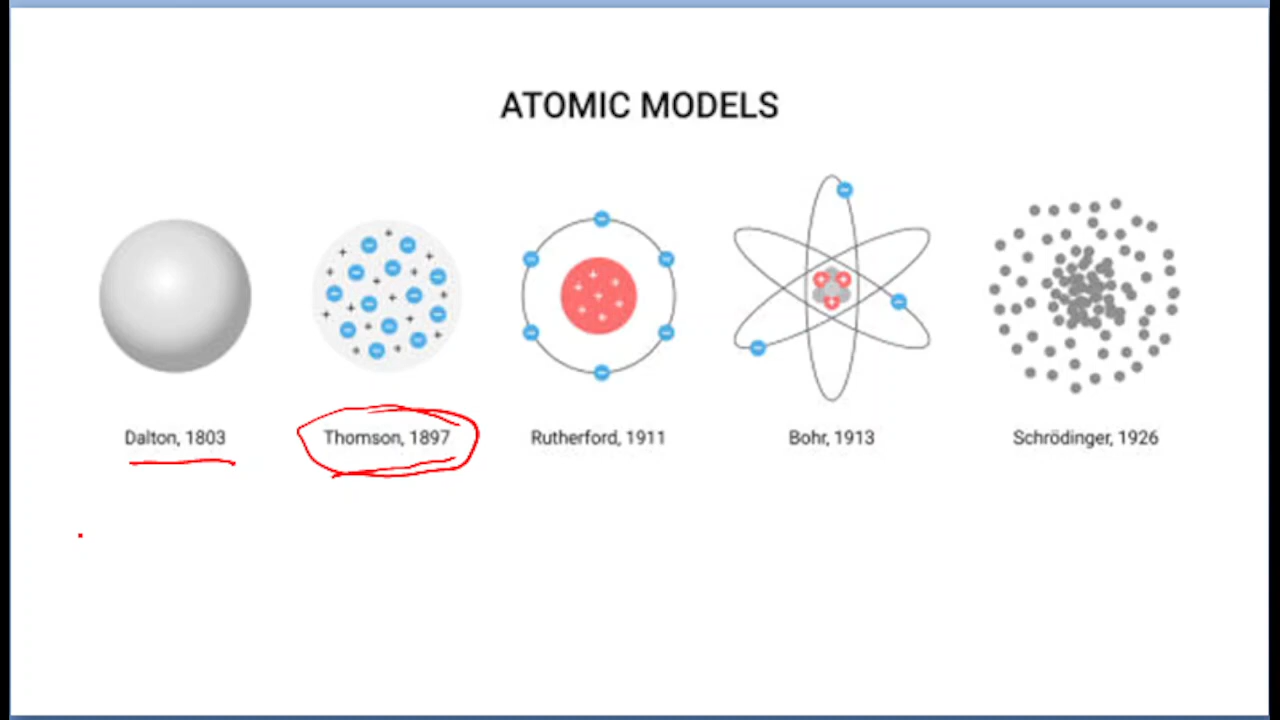 ATOMIC MODELS
Dalton, 1803
Thomson, 1897
Rutherford, 1911
Bohr, 1913
Schrödinger, 1926